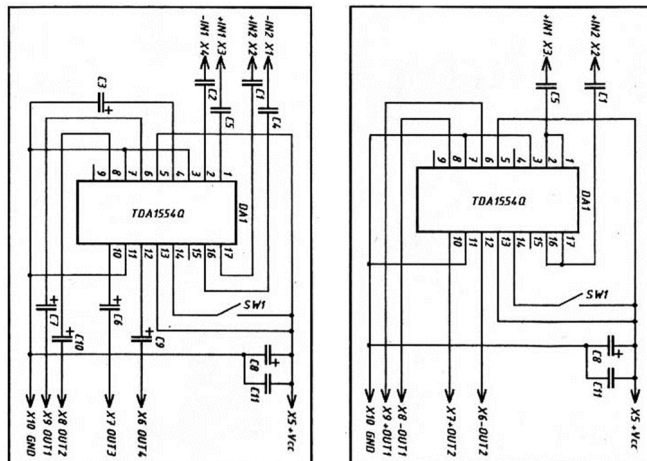 -IN1 X4
+IN1 X3
+IN2 X2
-IN2 X1
C3
C2
C5
C1
C4
9 8 7 6 5 4 3 2 1
TDA1554Q
DA1
10 11 12 13 14 15 16 17
SW1
C7
C10
C6
C9
C8
C11
X10 GND
X9 OUT1
X8 OUT2
X7 OUT3
X6 OUT4
X5 +Vcc
+IN1 X3
+IN2 X2
C5
C1
9 8 7 6 5 4 3 2 1
TDA1554Q
DA1
10 11 12 13 14 15 16 17
SW1
C8
C11
X10 GND
X9 +OUT1
X8 -OUT1
X7 +OUT2
X6 -OUT2
X5 +Vcc